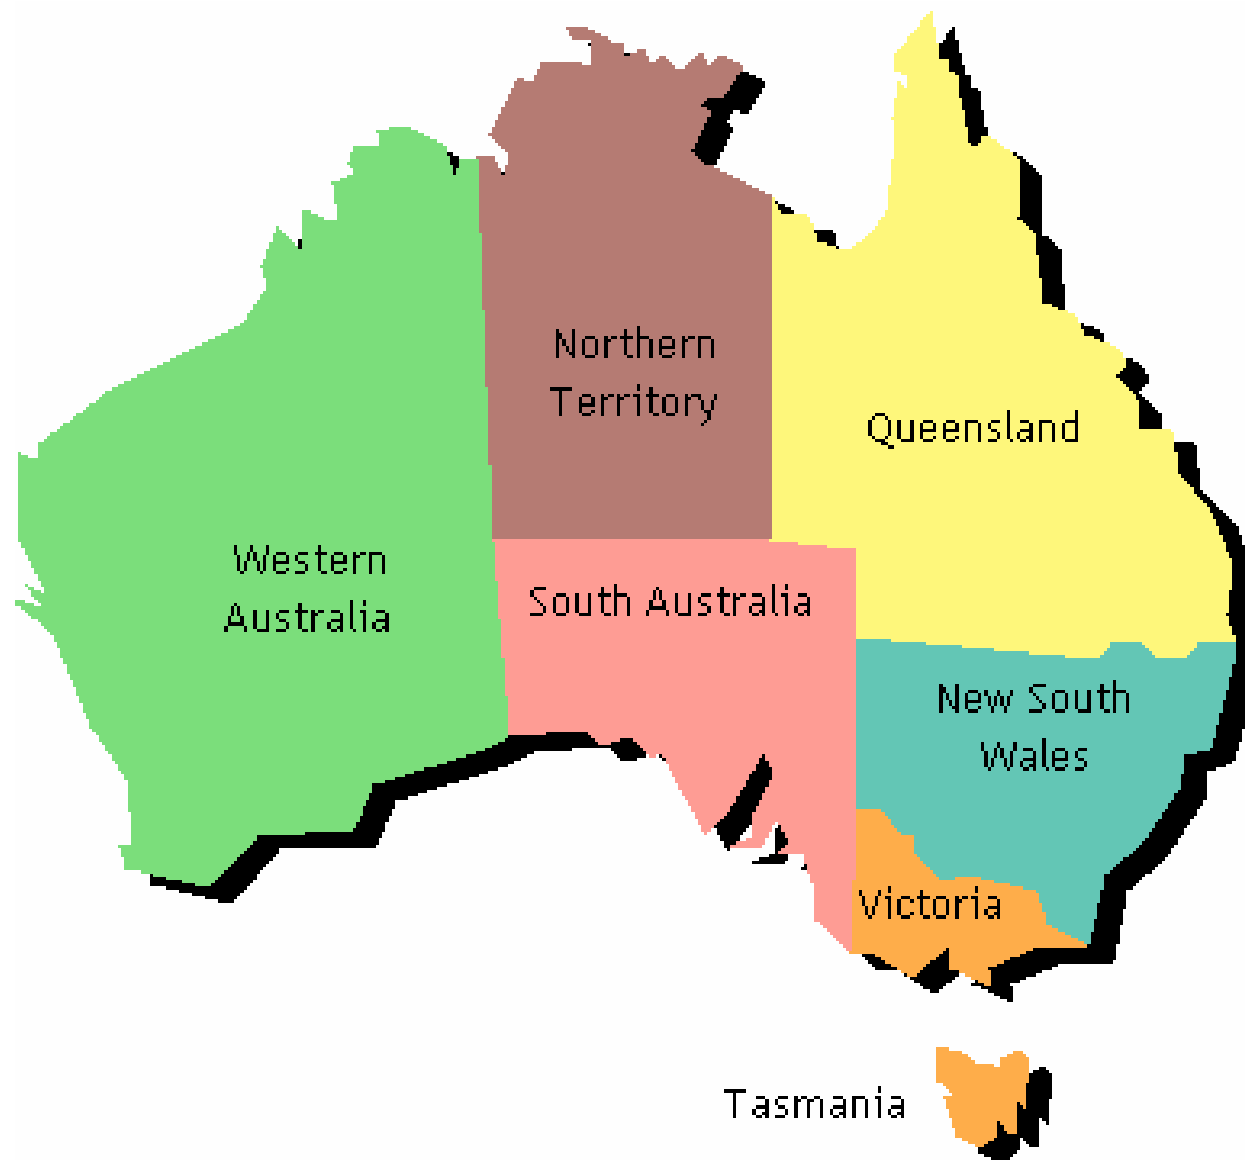 Northern
Territory
Queensland
Western
Australia
South Australia
New South
Wales
Victoria
Tasmania